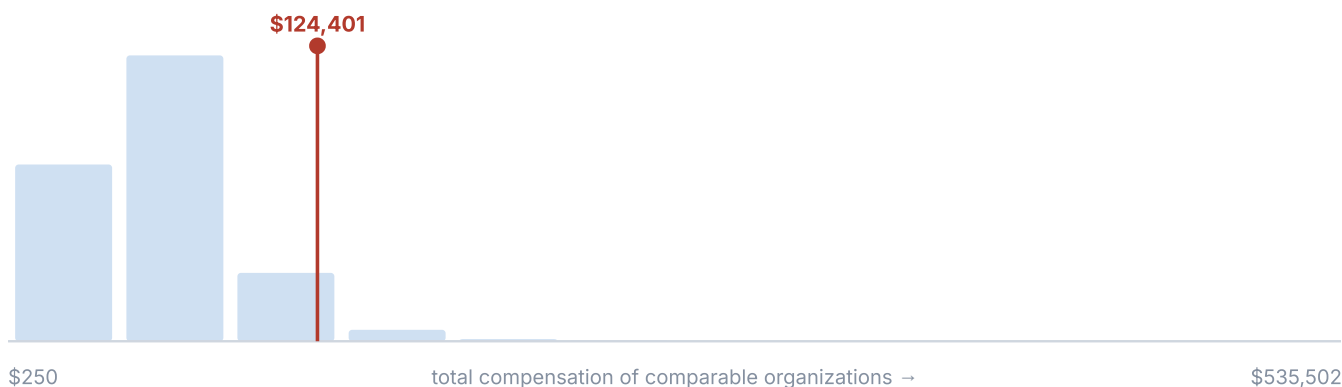 $124,401
$250
total compensation of comparable organizations →
$535,502